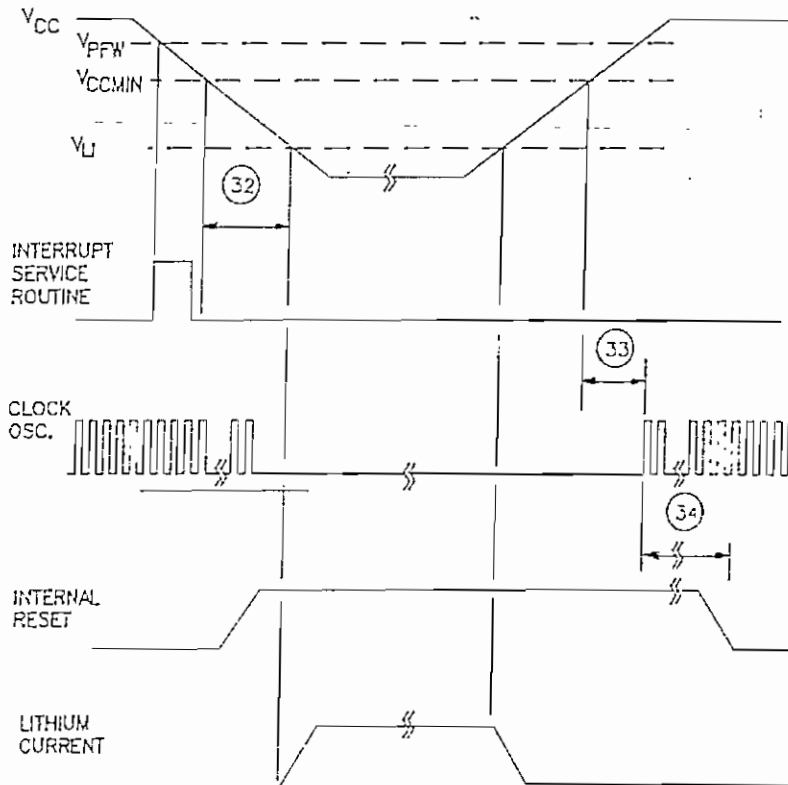 VCC
VPFW
VCCMIN
VLI
32
INTERRUPT
SERVICE
ROUTINE
33
CLOCK
OSC.
34
INTERNAL
RESET
LITHIUM
CURRENT